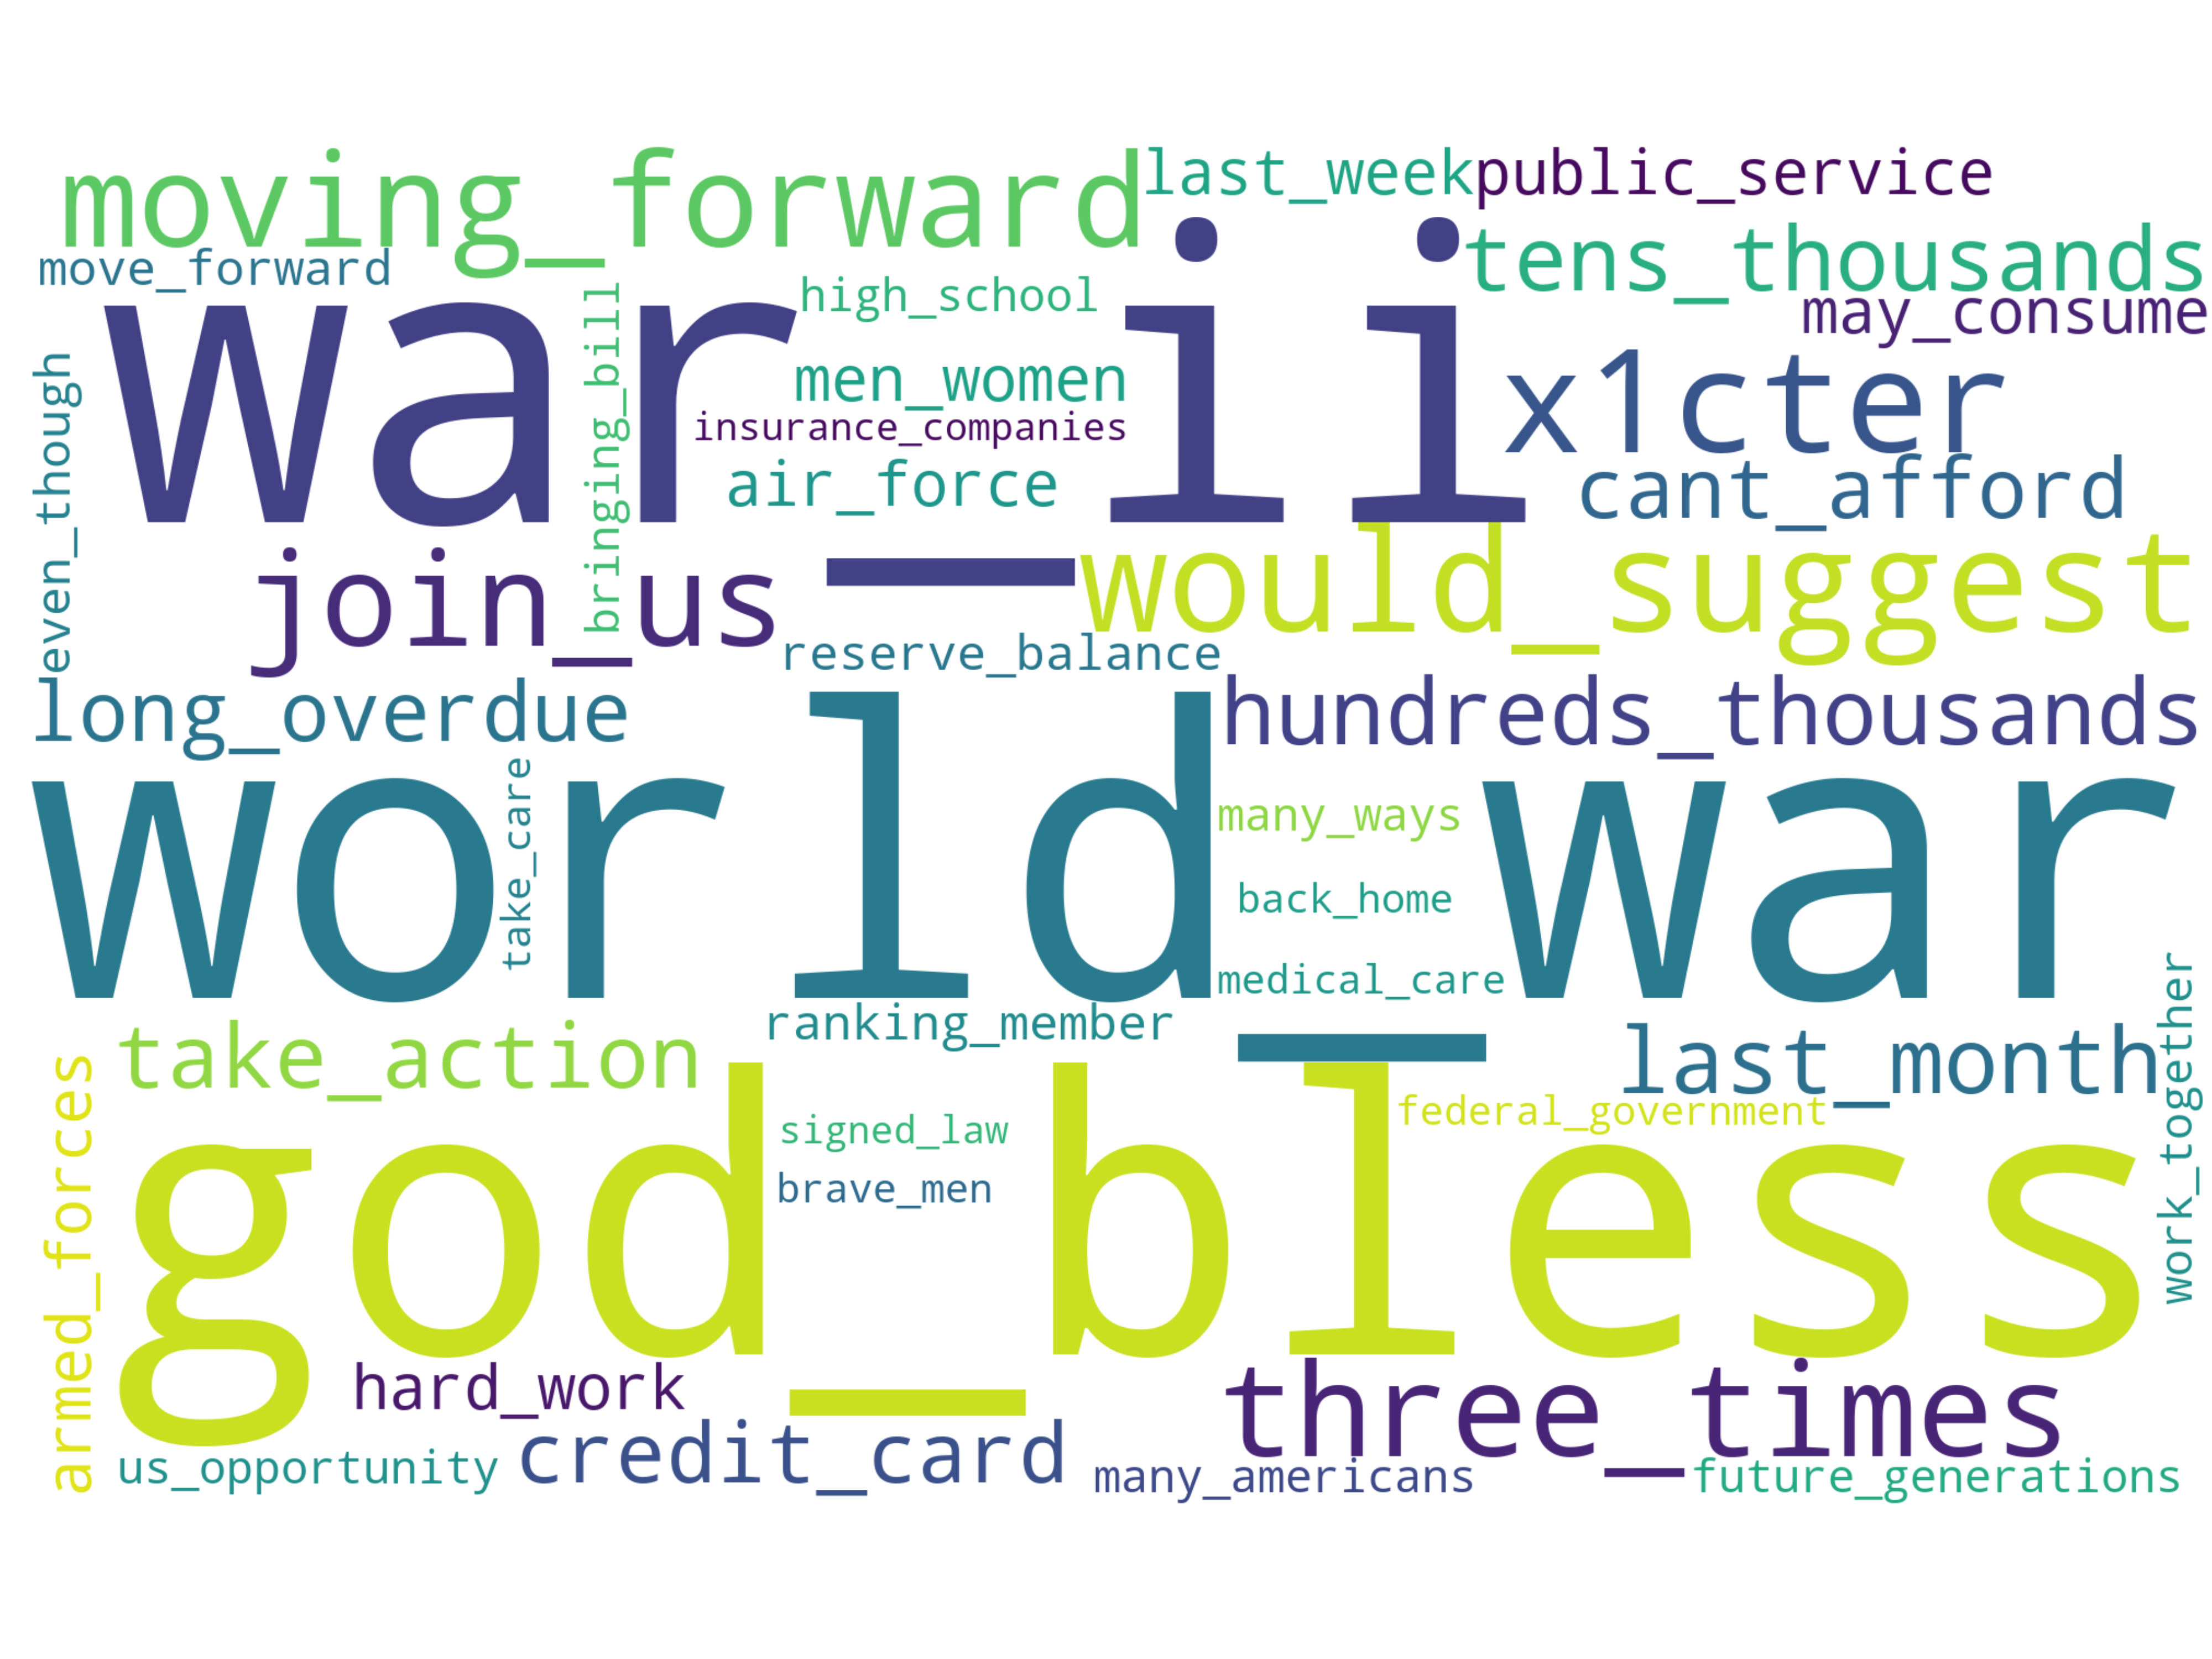 moving_forward
last_week
public_service
move_forward
tens_thousands
high_school
may_consume
war_ii
bringing_bill
even_though
men_women
x1cter
insurance_companies
air_force
cant_afford
join_us
would_suggest
reserve_balance
long_overdue
hundreds_thousands
world_war
take_care
many_ways
back_home
medical_care
ranking_member
take_action
last_month
work_together
armed_forces
god_bless
signed_law
federal_government
brave_men
hard_work
three_times
us_opportunity
credit_card
many_americans
future_generations